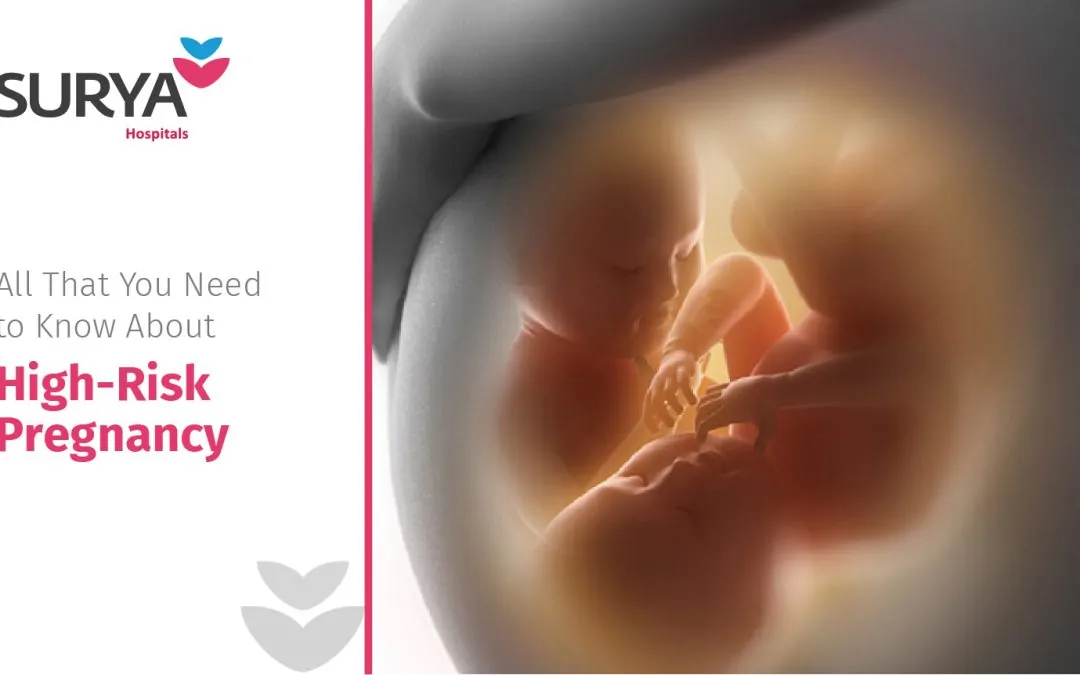 SURYA
Hospitals
All That You Need
to Know About
High-Risk
Pregnancy